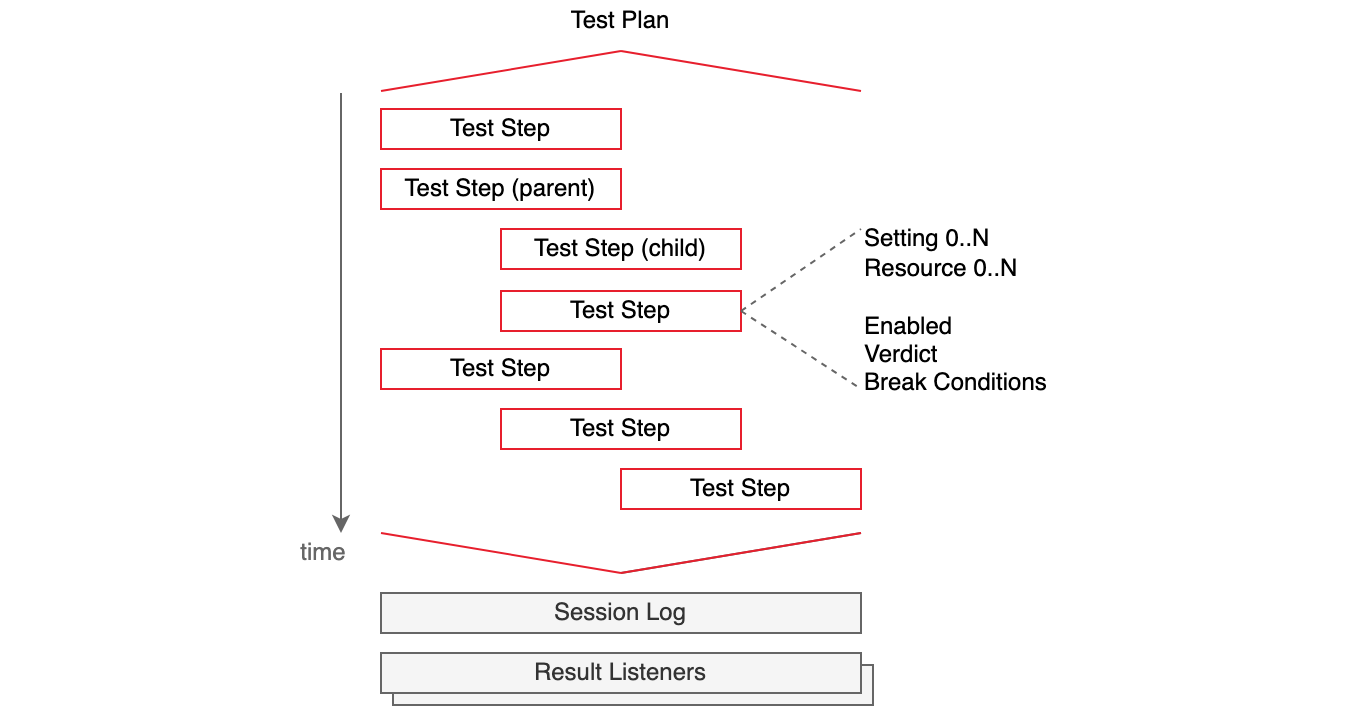 Test Plan
Test Step
Test Step (parent)
Test Step (child)
Setting 0..N
Resource 0..N
Test Step
Enabled
Verdict
Break Conditions
Test Step
Test Step
Test Step
time
Session Log
Result Listeners